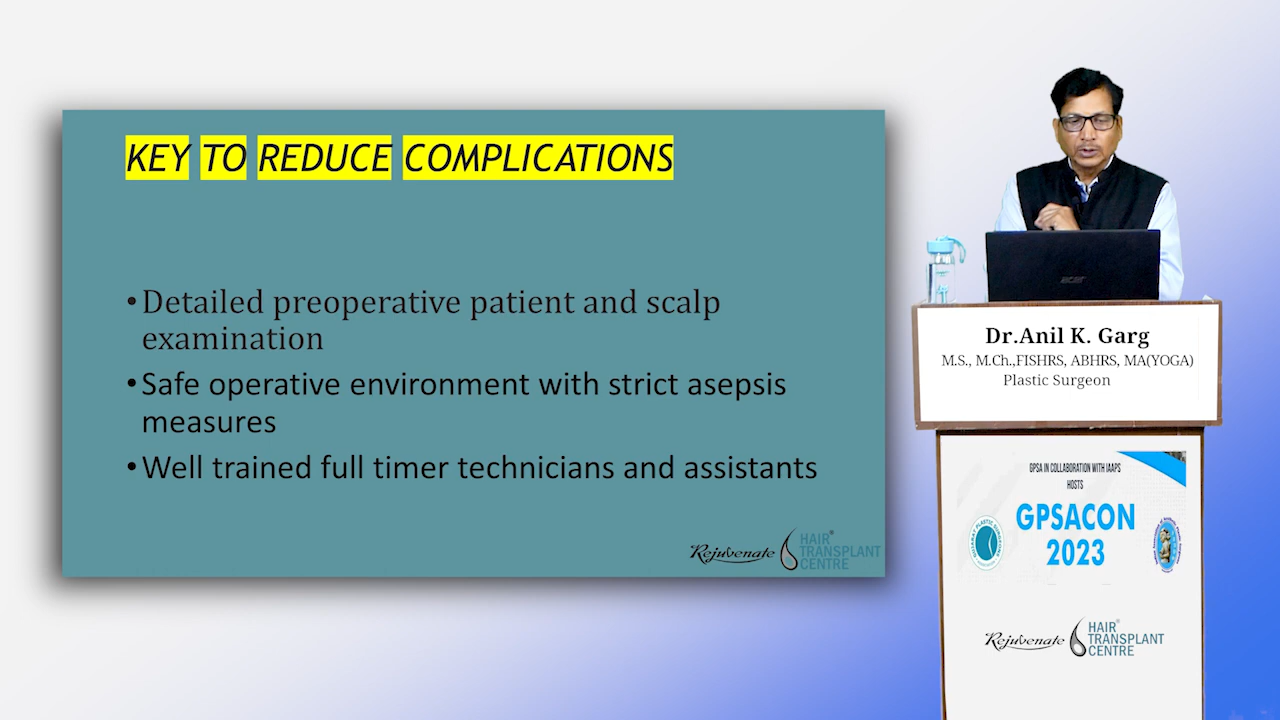 KEY TO REDUCE COMPLICATIONS
•Detailed preoperative patient and scalp
examination
•Safe operative environment with strict asepsis
measures
•Well trained full timer technicians and assistants
Rejuvenate
HAIR®
TRANSPLANT
CENTRE
Dr.Anil K. Garg
M.S., M.Ch.,FISHRS, ABHRS, MA(YOGA)
Plastic Surgeon
GPSA IN COLLABORATION WITH IAAPS
HOSTS
GPSACON
2023
Rejuvenate
HAIR®
TRANSPLANT
CENTRE